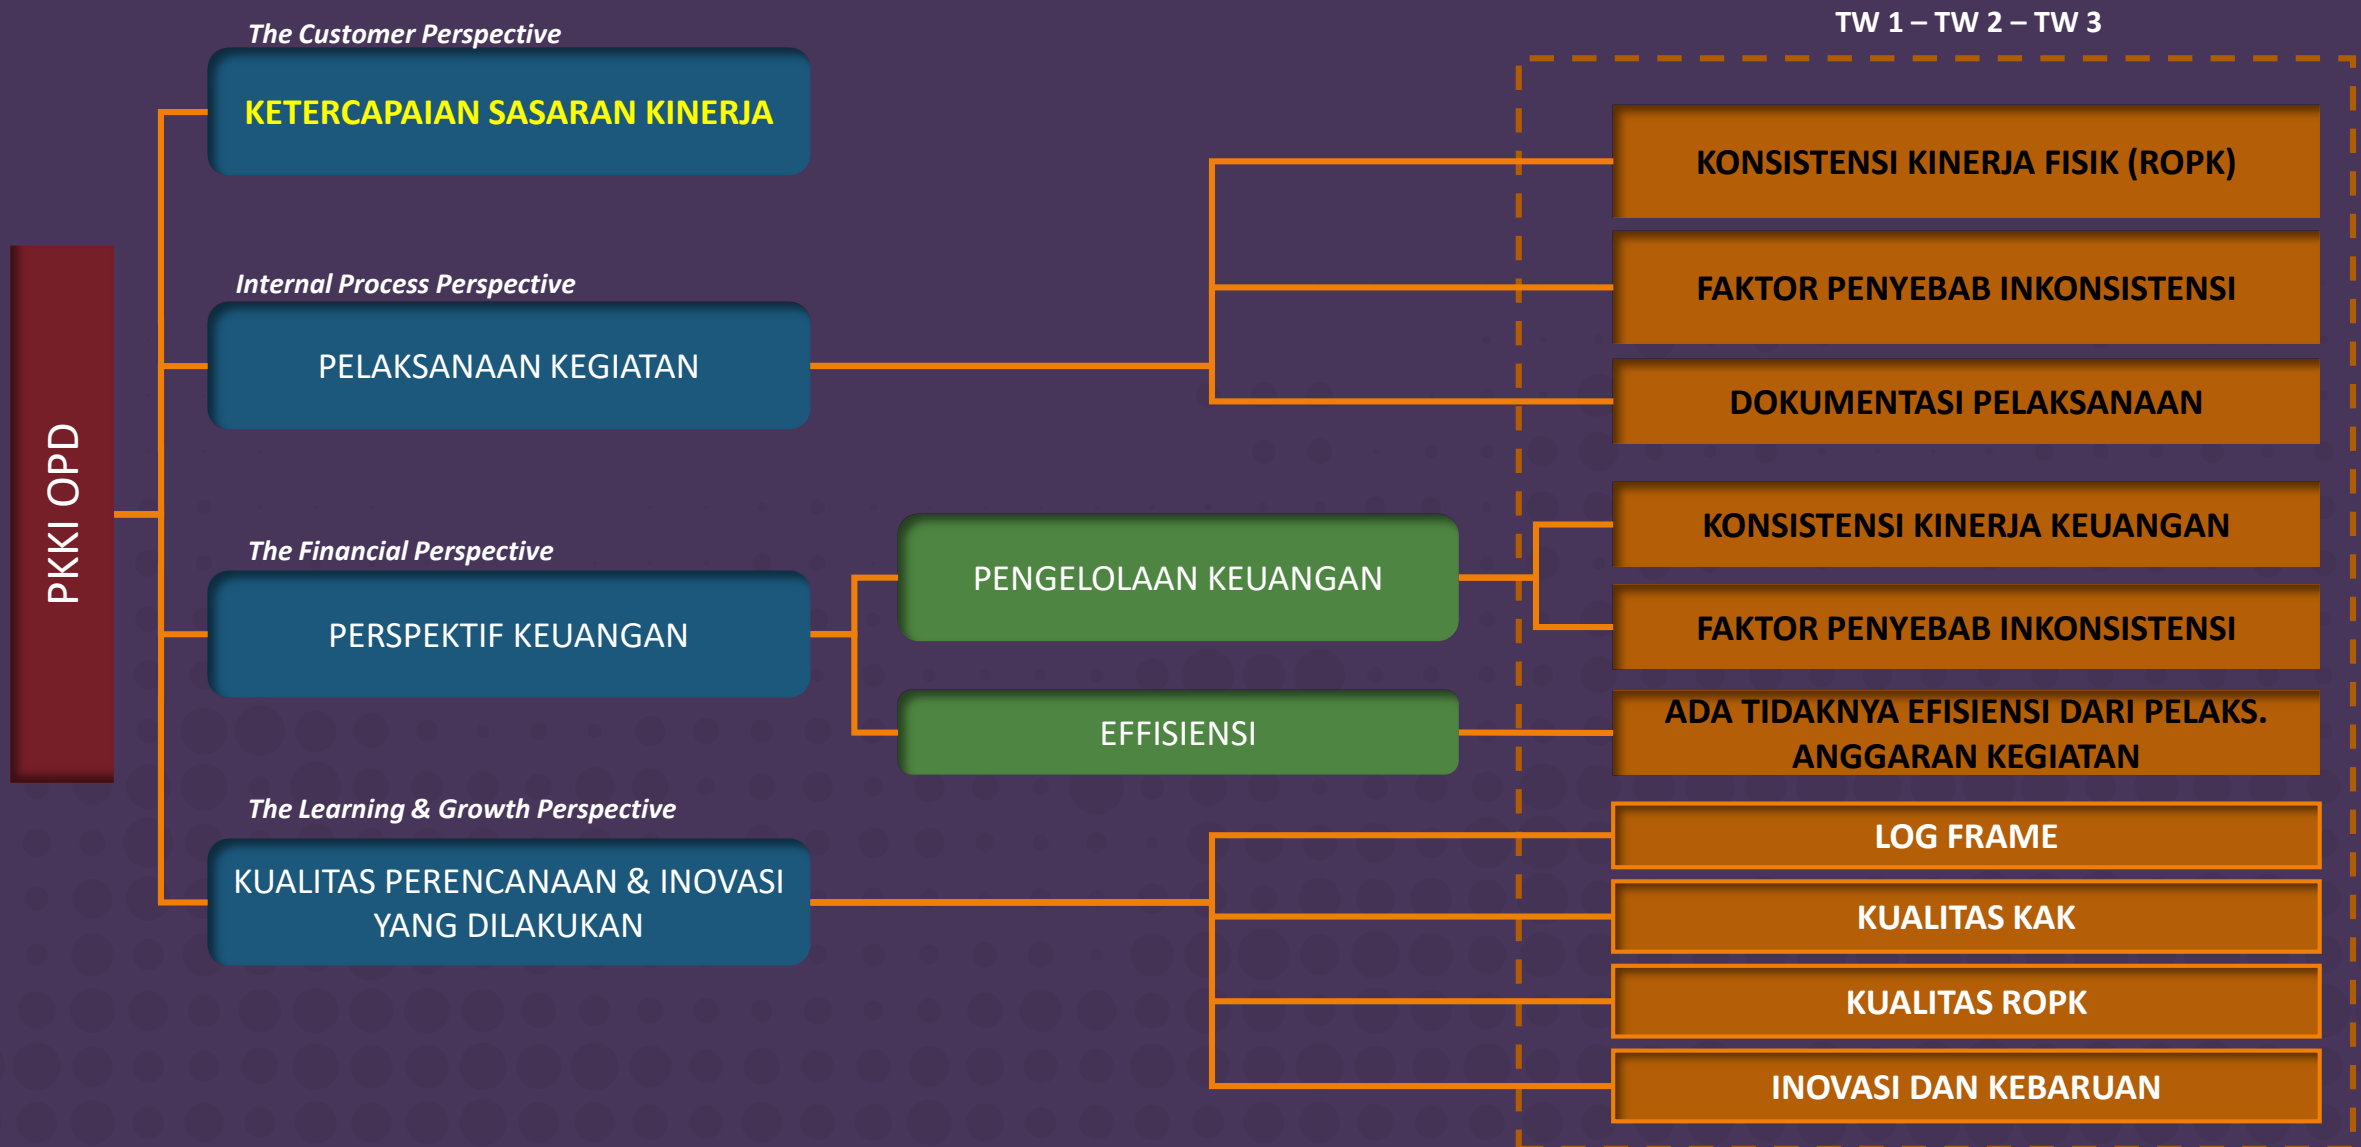 TW 1 – TW 2 – TW 3
PKKI OPD
The Customer Perspective
KETERCAPAIAN SASARAN KINERJA
Internal Process Perspective
PELAKSANAAN KEGIATAN
KONSISTENSI KINERJA FISIK (ROPK)
FAKTOR PENYEBAB INKONSISTENSI
DOKUMENTASI PELAKSANAAN
The Financial Perspective
PERSPEKTIF KEUANGAN
PENGELOLAAN KEUANGAN
KONSISTENSI KINERJA KEUANGAN
FAKTOR PENYEBAB INKONSISTENSI
EFFISIENSI
ADA TIDAKNYA EFISIENSI DARI PELAKS.
ANGGARAN KEGIATAN
The Learning & Growth Perspective
KUALITAS PERENCANAAN & INOVASI
YANG DILAKUKAN
LOG FRAME
KUALITAS KAK
KUALITAS ROPK
INOVASI DAN KEBARUAN